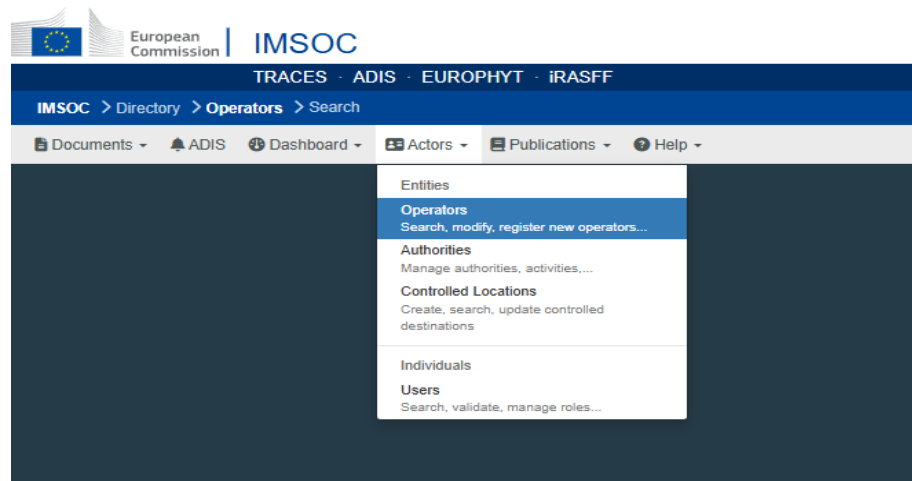 European
Commission
IMSOC
TRACES · ADIS · EUROPHYT · iRASFF
IMSOC > Directory > Operators > Search
Documents ADIS Dashboard Actors Publications Help
Entities
Operators
Search, modify, register new operators...
Authorities
Manage authorities, activities,...
Controlled Locations
Create, search, update controlled
destinations
Individuals
Users
Search, validate, manage roles...